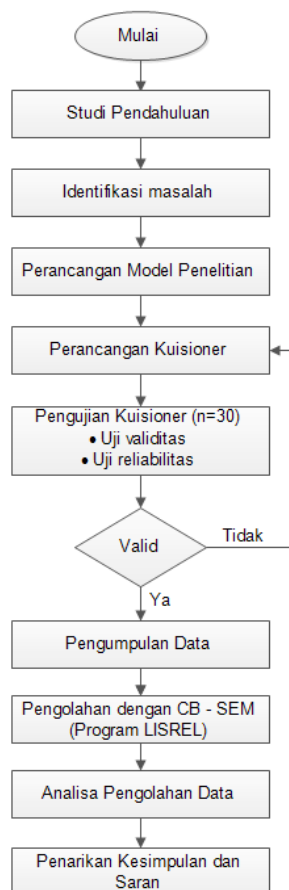 Mulai
Studi Pendahuluan
Identifikasi masalah
Perancangan Model Penelitian
Perancangan Kuisioner
Pengujian Kuisioner (n=30)
• Uji validitas
• Uji reliabilitas
Valid
Tidak
Ya
Pengumpulan Data
Pengolahan dengan CB - SEM
(Program LISREL)
Analisa Pengolahan Data
Penarikan Kesimpulan dan
Saran